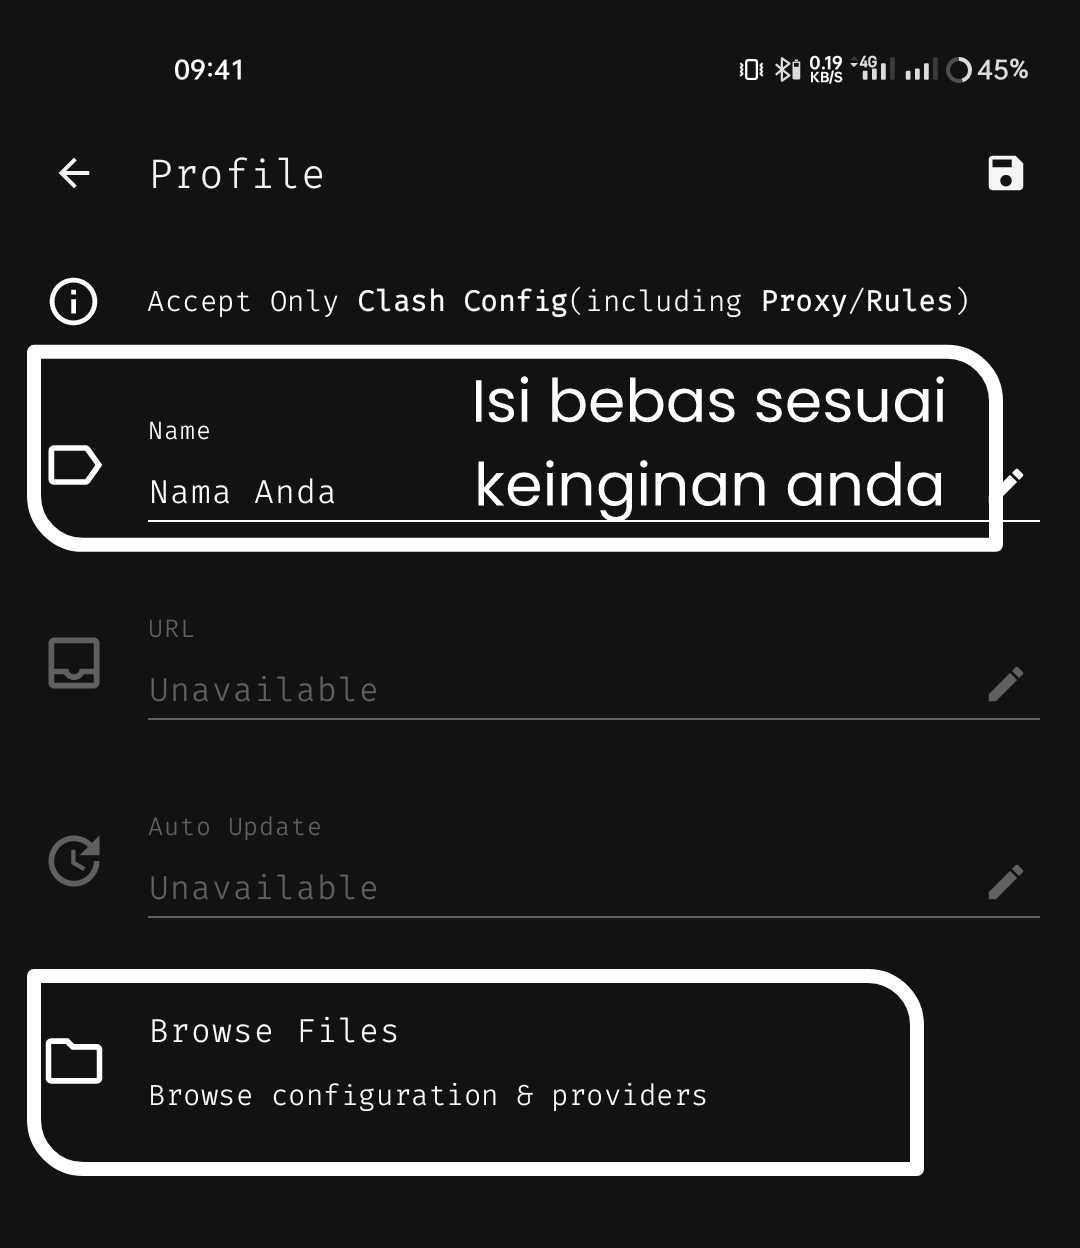 09:41 0.19 KB/S 4G 45%
Profile
Accept Only Clash Config(including Proxy/Rules)
Isi bebas sesuai
Name
keinginan anda
Nama Anda
URL
Unavailable
Auto Update
Unavailable
Browse Files
Browse configuration & providers